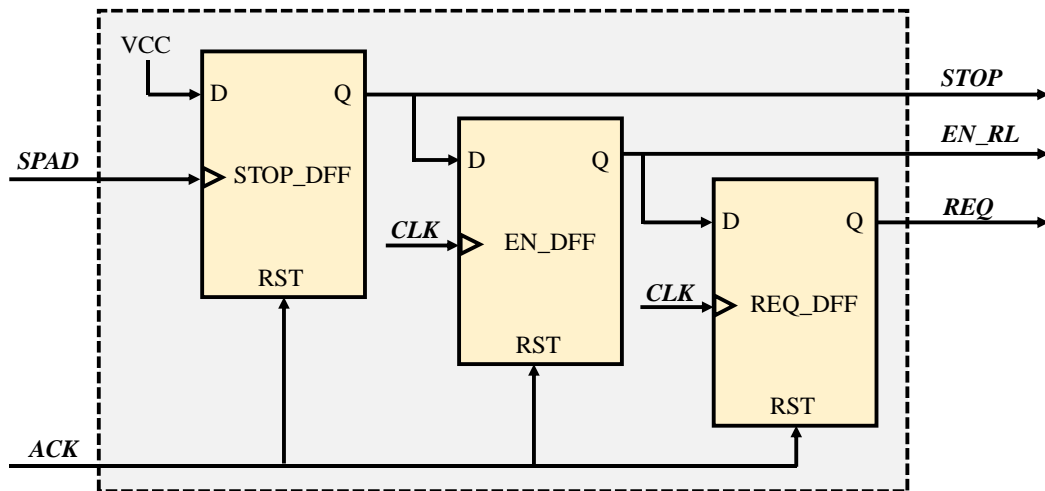 VCC
D
Q
STOP
SPAD
STOP_DFF
RST
EN_RL
D
Q
CLK
EN_DFF
RST
REQ
D
Q
CLK
REQ_DFF
RST
ACK